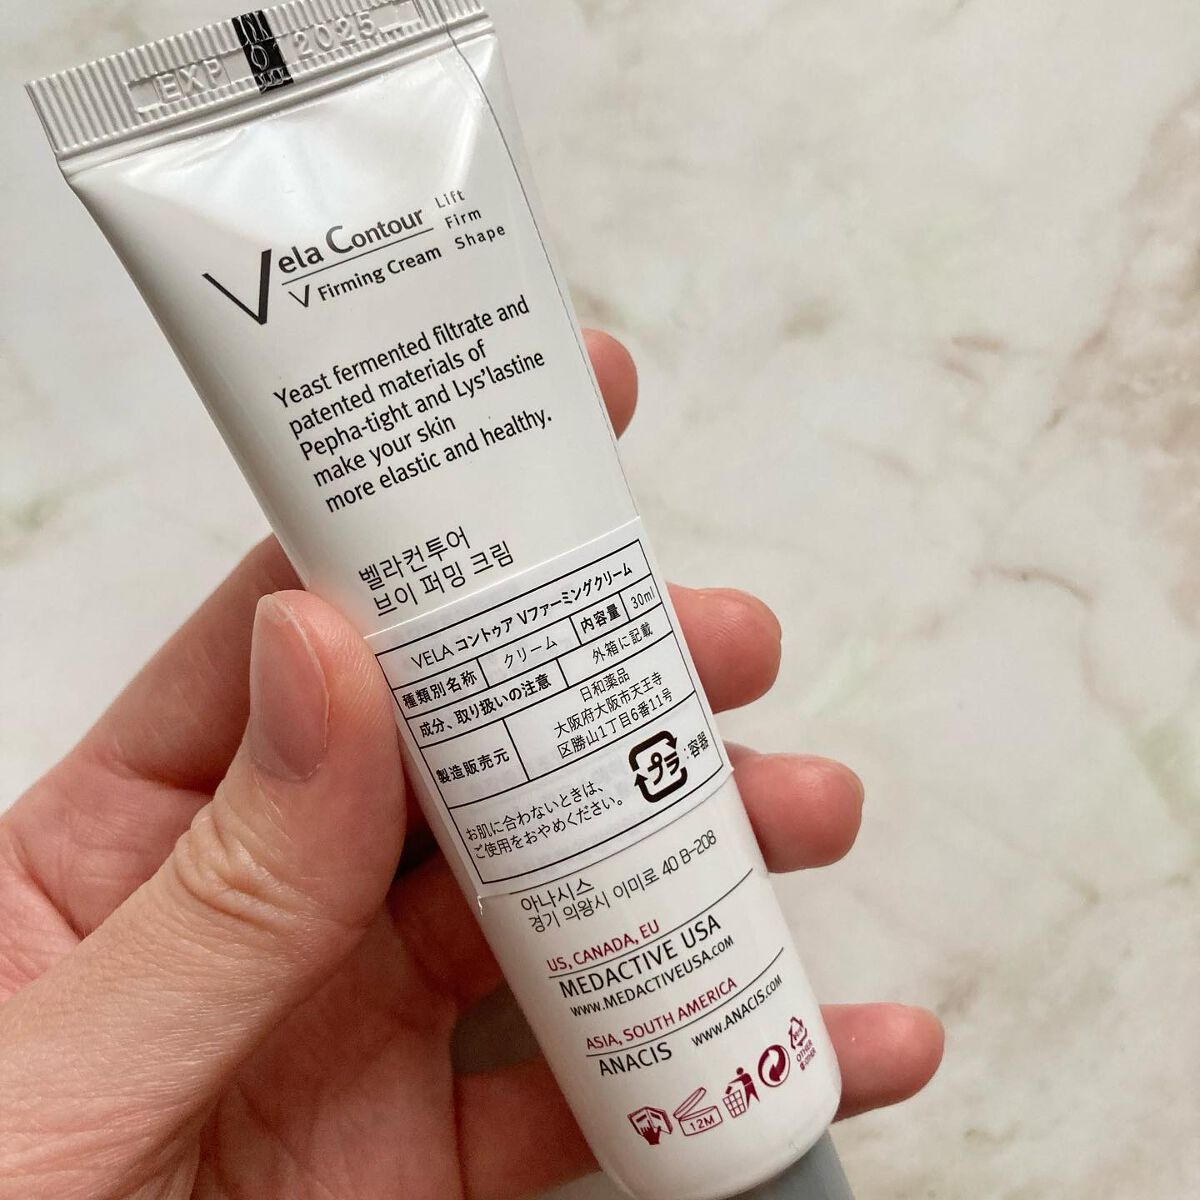 EXP 2025
Vela Contour
V Firming Cream
Lift
Firm
Shape
Yeast fermented filtrate and
patented materials of
Pepha-tight and Lys'lastine
make your skin
more elastic and healthy.
벨라컨투어
브이 퍼밍 크림
VELA コントゥア Vファーミングクリーム
種類別名称 クリーム 内容量 30ml
成分、取り扱いの注意 外箱に記載
製造販売元
日和薬品
大阪府大阪市天王寺
区勝山1丁目6番11号
お肌に合わないときは、
ご使用をおやめください。
プラ :容器
아나시스
경기 의왕시 이미로 40 B-208
US, CANADA, EU
MEDACTIVE USA
WWW.MEDACTIVEUSA.COM
ASIA, SOUTH AMERICA
ANACIS WWW.ANACIS.COM
12M
OTHER